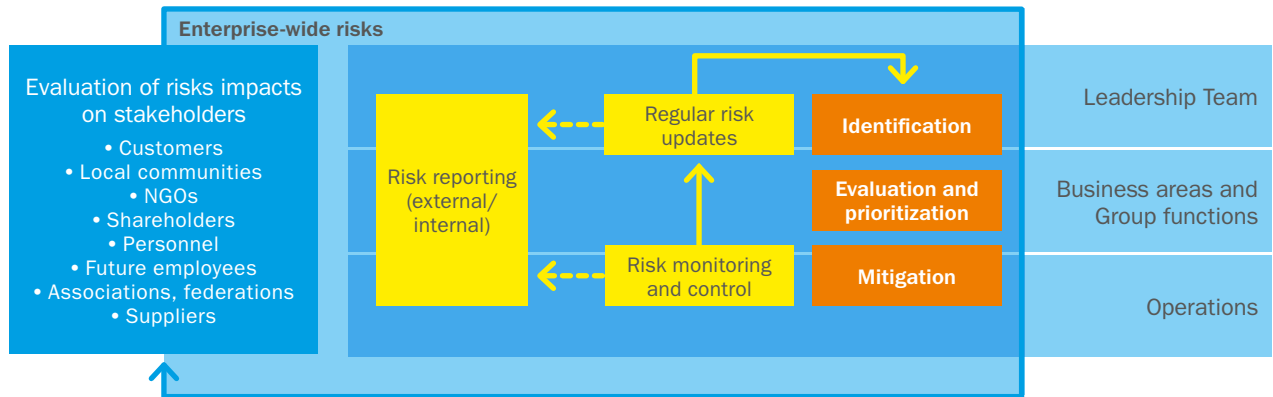 Enterprise-wide risks
Evaluation of risks impacts
on stakeholders
• Customers
• Local communities
• NGOs
• Shareholders
• Personnel
• Future employees
• Associations, federations
• Suppliers
Risk reporting
(external/
internal)
Regular risk
updates
Risk monitoring
and control
Identification
Evaluation and
prioritization
Mitigation
Leadership Team
Business areas and
Group functions
Operations